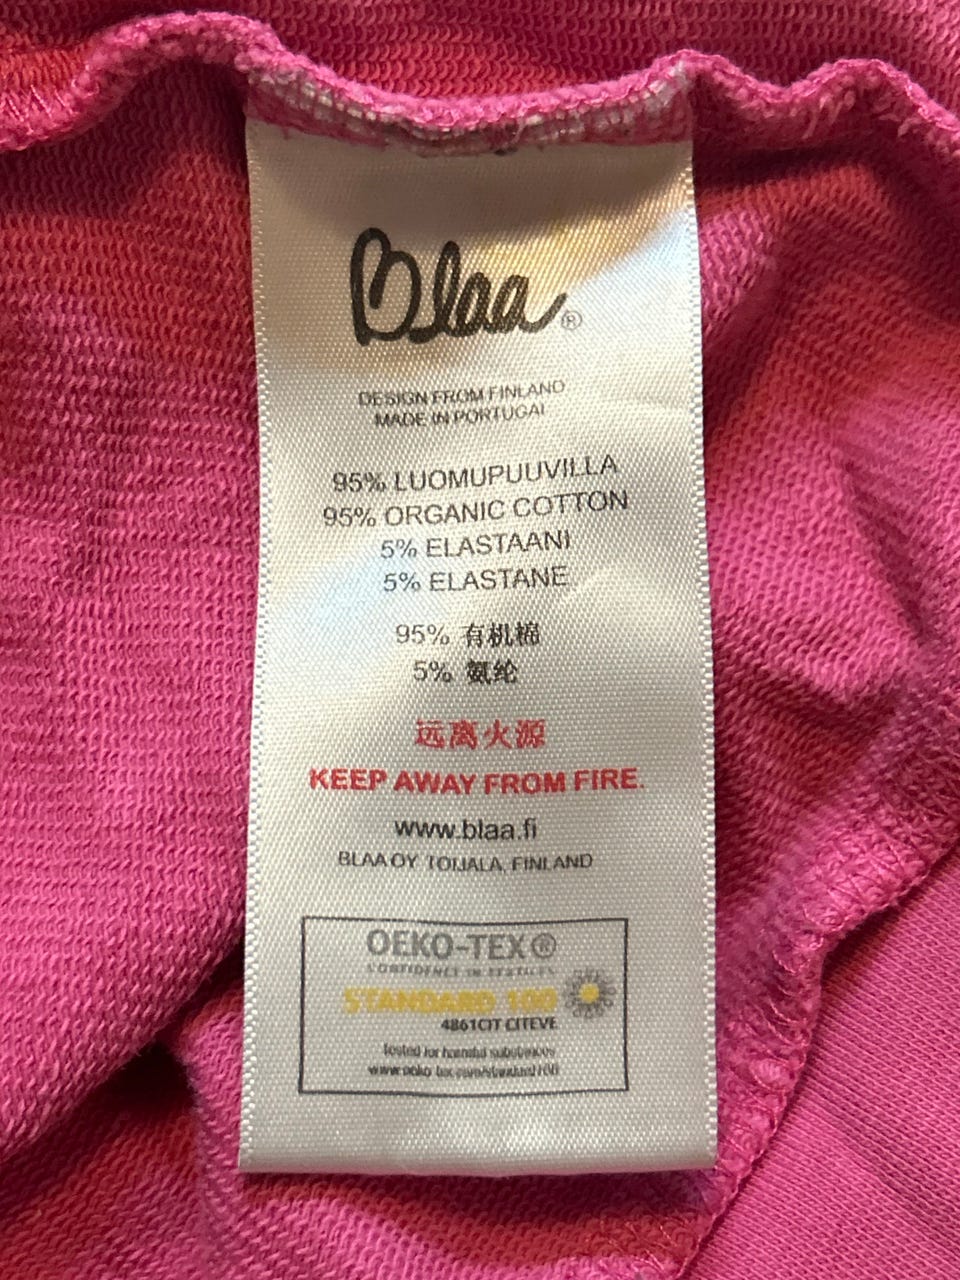 Blaa®
DESIGN FROM FINLAND
MADE IN PORTUGAL
95% LUOMUPUUVILLA
95% ORGANIC COTTON
5% ELASTAANI
5% ELASTANE
95% 有机棉
5% 氨纶
远离火源
KEEP AWAY FROM FIRE.
www.blaa.fi
BLAA OY TOIJALA, FINLAND
OEKO-TEX®
CONFIDENCE IN TEXTILES
STANDARD 100
4861CIT CITEVE
Tested for harmful substances
www.oeko-tex.com/standard100